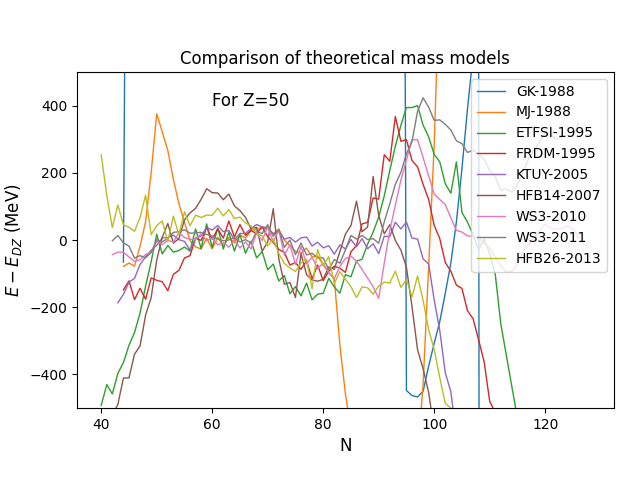 Comparison of theoretical mass models
For Z=50
GK-1988
MJ-1988
ETFSI-1995
FRDM-1995
KTUY-2005
HFB14-2007
WS3-2010
WS3-2011
HFB26-2013
E − E_DZ (MeV)
400
200
0
−200
−400
40 60 80 100 120
N